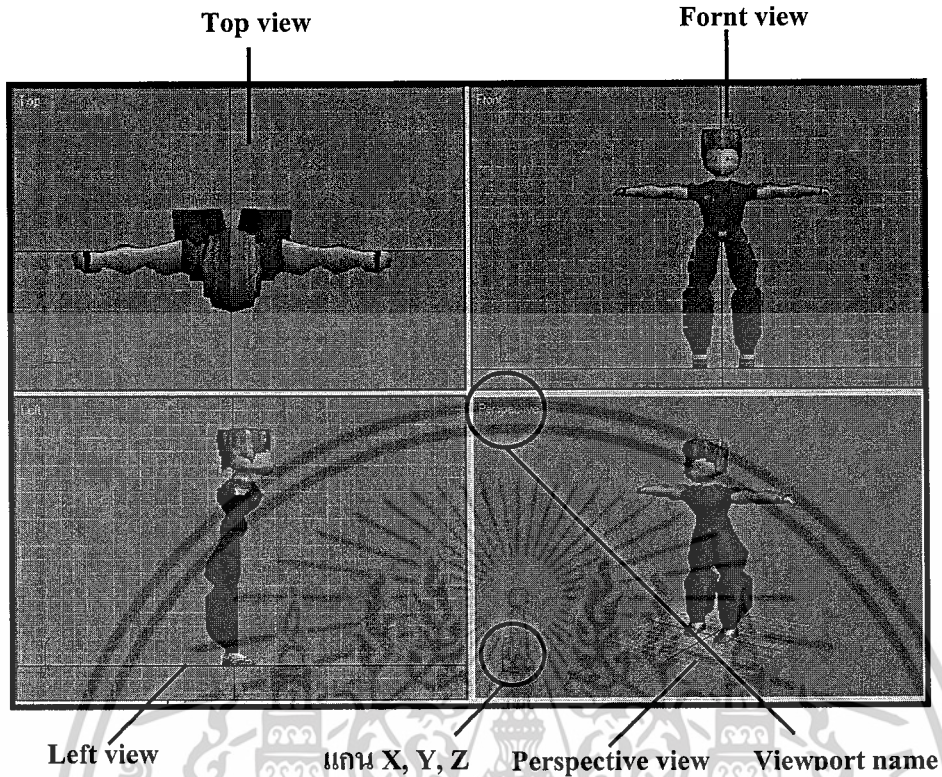 Top view
Fornt view
Top
Front
Left
Perspective
Left view
แกน X, Y, Z
Perspective view
Viewport name